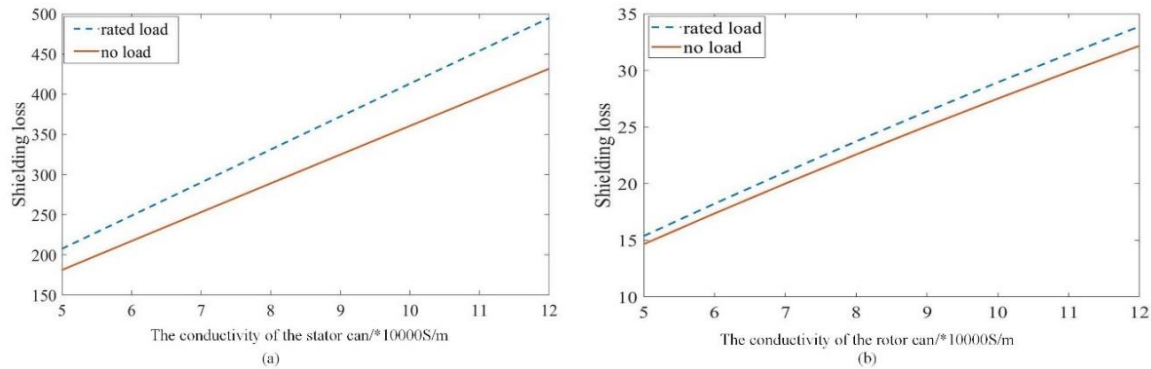 500
450
400
350
300
250
200
150
Shielding loss
rated load
no load
5 6 7 8 9 10 11 12
The conductivity of the stator can/*10000S/m
(a)
35
30
25
20
15
10
Shielding loss
rated load
no load
5 6 7 8 9 10 11 12
The conductivity of the rotor can/*10000S/m
(b)